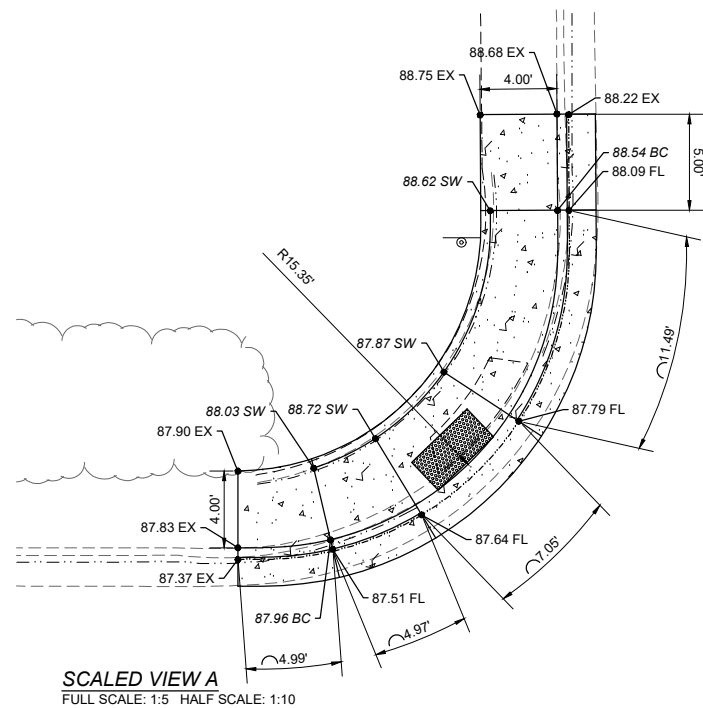 88.68 EX
4.00'
88.75 EX
88.22 EX
88.54 BC
5.00'
88.09 FL
88.62 SW
R15.35'
11.49'
87.87 SW
88.72 SW
87.79 FL
88.03 SW
87.90 EX
4.00'
87.83 EX
87.64 FL
7.05'
87.37 EX
87.51 FL
87.96 BC
4.97'
4.99'
SCALED VIEW A
FULL SCALE: 1:5 HALF SCALE: 1:10